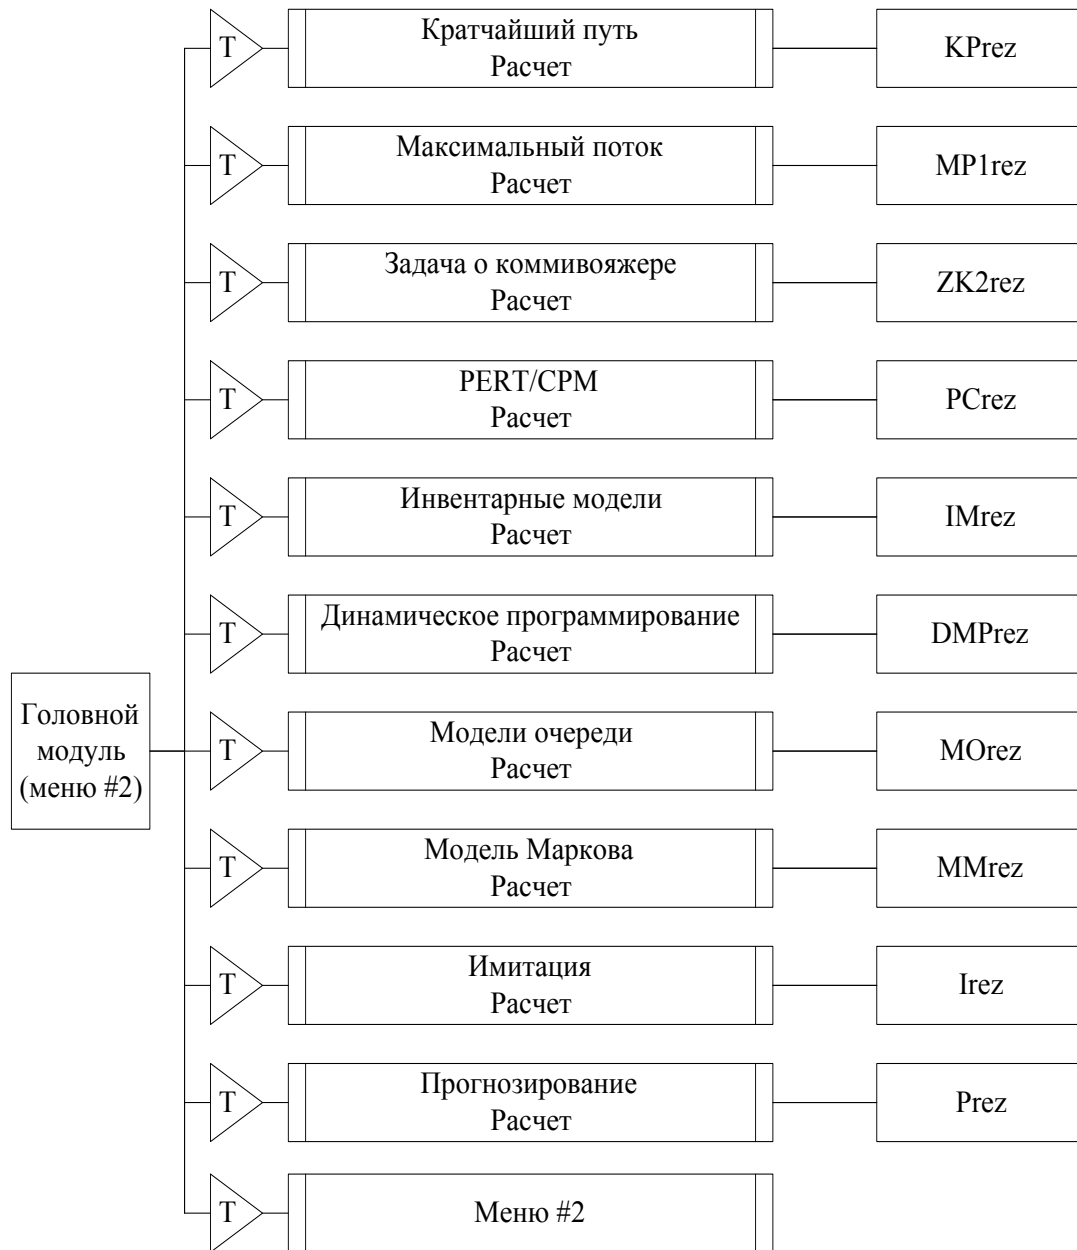 Т
Кратчайший путь
Расчет
KPrez
Т
Максимальный поток
Расчет
MP1rez
Т
Задача о коммивояжере
Расчет
ZK2rez
Т
PERT/CPM
Расчет
PCrez
Т
Инвентарные модели
Расчет
IMrez
Т
Динамическое программирование
Расчет
DMPrez
Головной
модуль
(меню #2)
Т
Модели очереди
Расчет
MOrez
Т
Модель Маркова
Расчет
MMrez
Т
Имитация
Расчет
Irez
Т
Прогнозирование
Расчет
Prez
Т
Меню #2